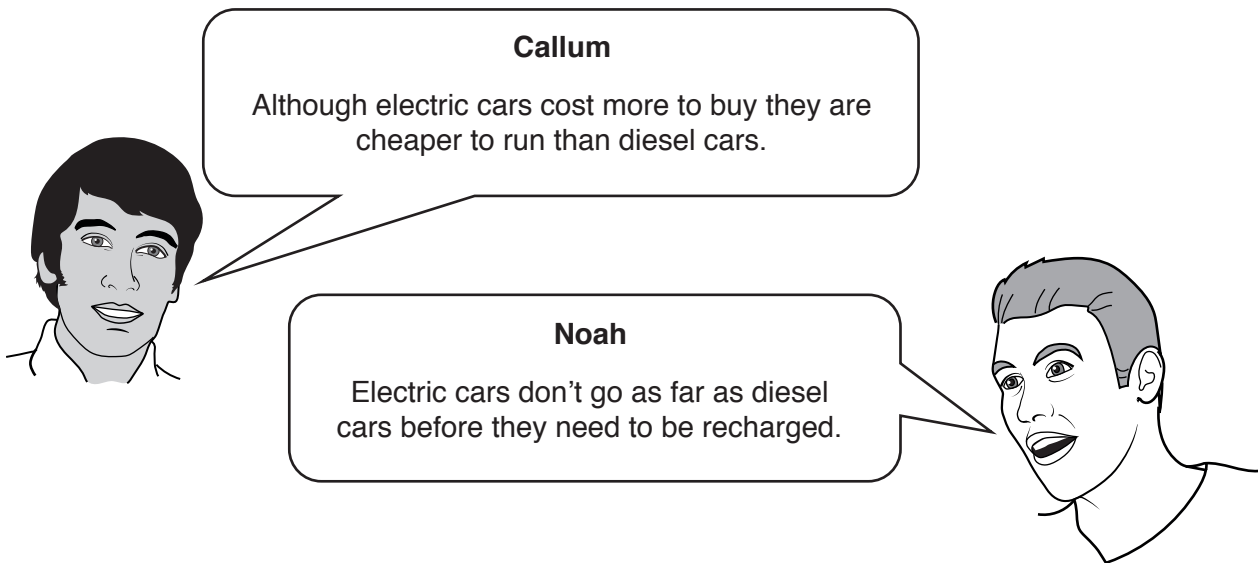 Callum
Although electric cars cost more to buy they are
cheaper to run than diesel cars.
Noah
Electric cars don’t go as far as diesel
cars before they need to be recharged.